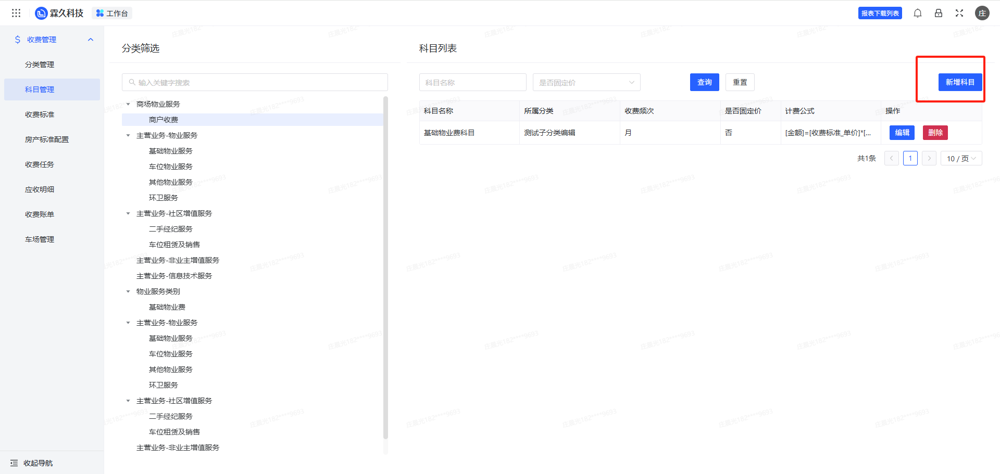 霖久科技
工作台
报表下载列表
庄
收费管理
分类管理
科目管理
收费标准
房产标准配置
收费任务
应收明细
收费账单
车场管理
收起导航
分类筛选
输入关键字搜索
商场物业服务
商户收费
主营业务-物业服务
基础物业服务
车位物业服务
其他物业服务
环卫服务
主营业务-社区增值服务
二手经纪服务
车位租赁及销售
主营业务-非业主增值服务
主营业务-信息技术服务
物业服务类别
基础物业费
主营业务-物业服务
基础物业服务
车位物业服务
其他物业服务
环卫服务
主营业务-社区增值服务
二手经纪服务
车位租赁及销售
主营业务-非业主增值服务
科目列表
科目名称 是否固定价 查询 重置 新增科目
科目名称 所属分类 收费频次 是否固定价 计费公式 操作
基础物业费科目 测试子分类编辑 月 否 [金额]=[收费标准_单价]*[... 编辑 删除
共1条 1 10 / 页
庄晨光182****9693